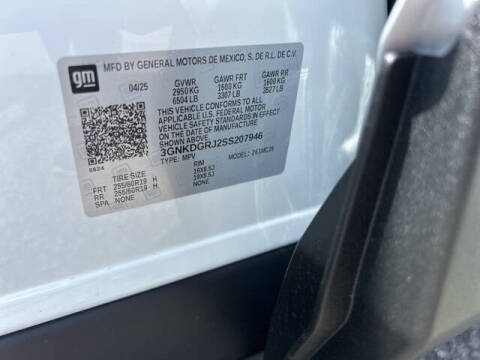 gm
MFD BY GENERAL MOTORS DE MEXICO, S. DE R.L. DE C.V.
04/25 GVWR GAWR FRT GAWR RR
2950 KG 1500 KG 1600 KG
6504 LB 3307 LB 3527 LB
THIS VEHICLE CONFORMS TO ALL
APPLICABLE U.S. FEDERAL MOTOR
VEHICLE SAFETY STANDARDS IN EFFECT
ON THE DATE OF MANUFACTURE
3GNKDGRJ2SS207946
TYPE: MPV MODEL:
TIRE SIZE RIM
FRT 255/60R19 H 19X8.5J
RR 255/60R19 H 19X8.5J
SPA NONE NONE